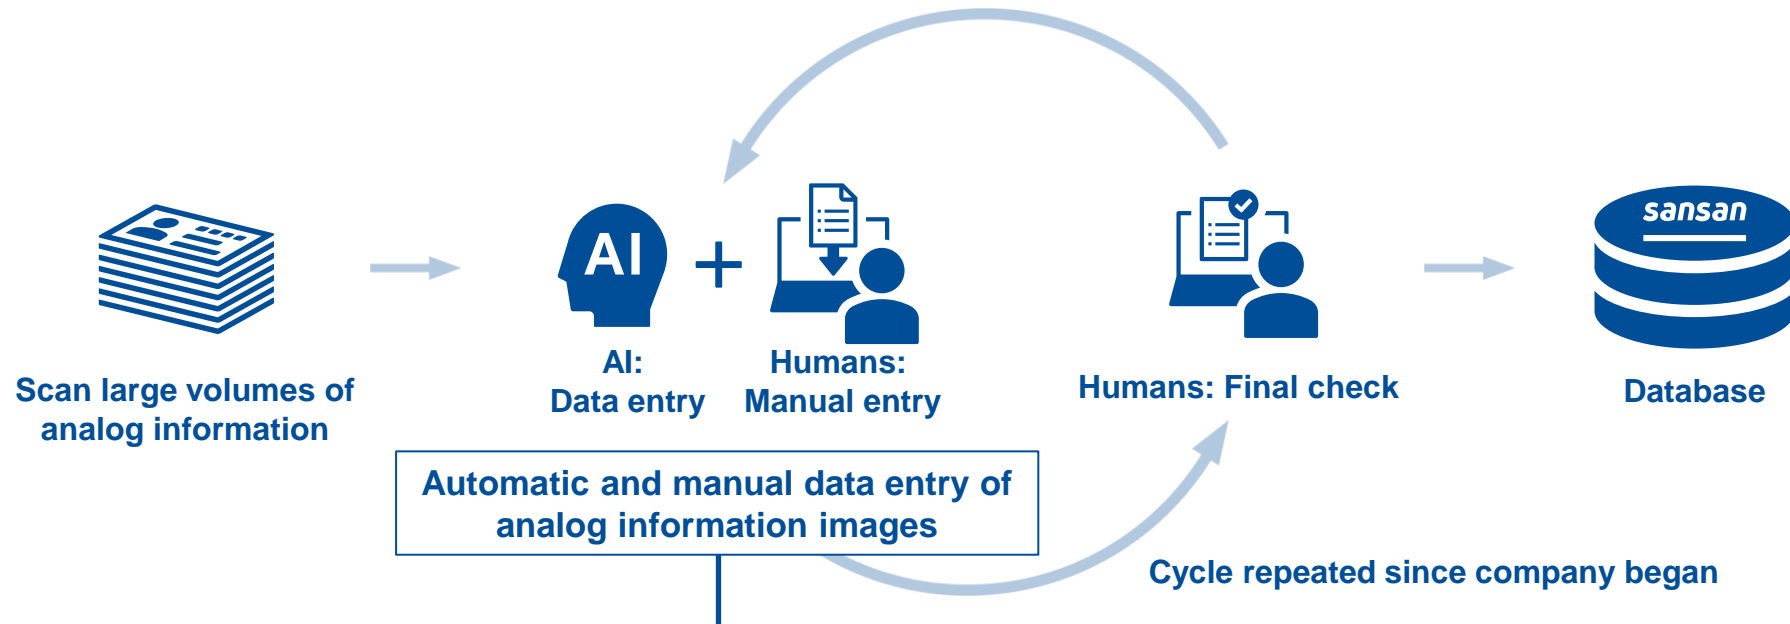 Scan large volumes of
analog information
AI
AI:
Data entry
Humans:
Manual entry
Automatic and manual data entry of
analog information images
Humans: Final check
Cycle repeated since company began
sansan
Database